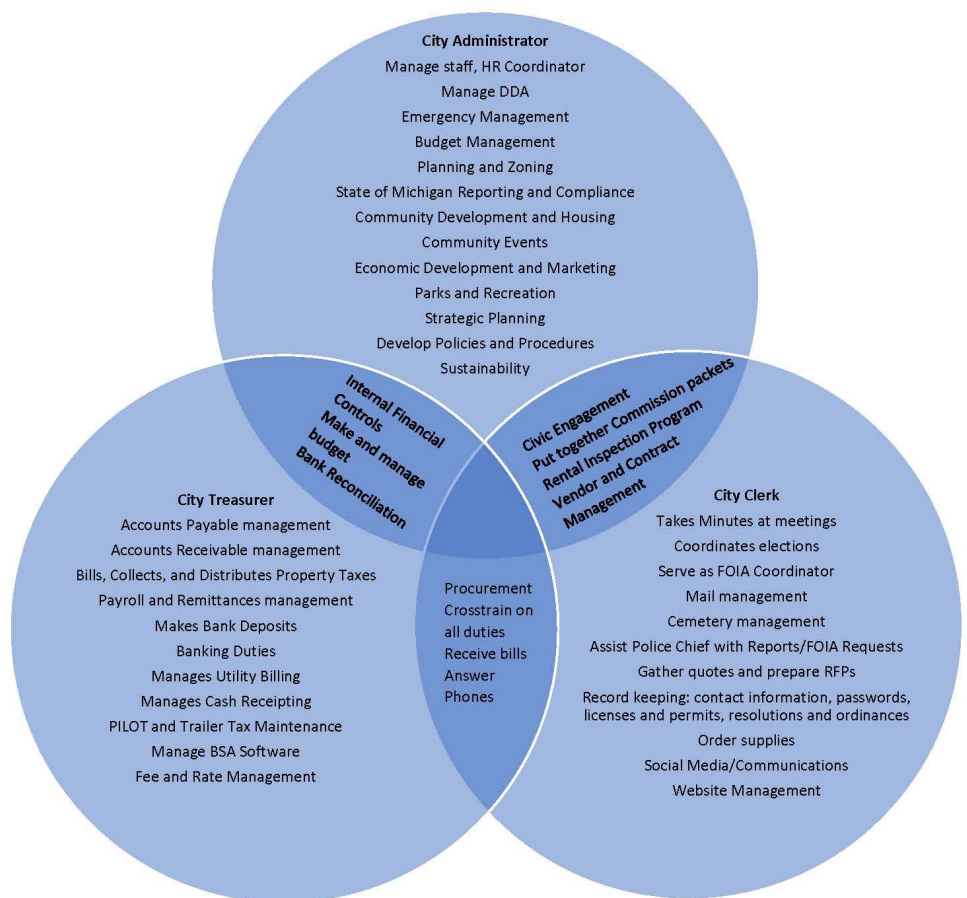 City Administrator
Manage staff, HR Coordinator
Manage DDA
Emergency Management
Budget Management
Planning and Zoning
State of Michigan Reporting and Compliance
Community Development and Housing
Community Events
Economic Development and Marketing
Parks and Recreation
Strategic Planning
Develop Policies and Procedures
Sustainability
Internal Financial
Controls
Make and manage
budget
Bank Reconciliation
Civic Engagement
Put together Commission packets
Rental Inspection Program
Vendor and Contract
Management
City Treasurer
Accounts Payable management
Accounts Receivable management
Bills, Collects, and Distributes Property Taxes
Payroll and Remittances management
Makes Bank Deposits
Banking Duties
Manages Utility Billing
Manages Cash Receipting
PILOT and Trailer Tax Maintenance
Manage BSA Software
Fee and Rate Management
Procurement
Crosstrain on
all duties
Receive bills
Answer
Phones
City Clerk
Takes Minutes at meetings
Coordinates elections
Serve as FOIA Coordinator
Mail management
Cemetery management
Assist Police Chief with Reports/FOIA Requests
Gather quotes and prepare RFPs
Record keeping: contact information, passwords,
licenses and permits, resolutions and ordinances
Order supplies
Social Media/Communications
Website Management